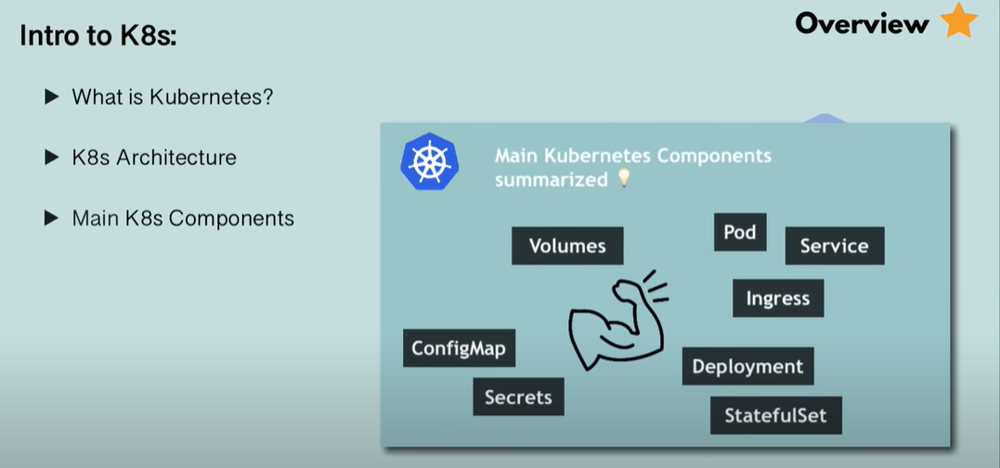 Intro to K8s:
Overview
What is Kubernetes?
K8s Architecture
Main K8s Components
Main Kubernetes Components
summarized
Volumes
Pod
Service
Ingress
ConfigMap
Secrets
Deployment
StatefulSet